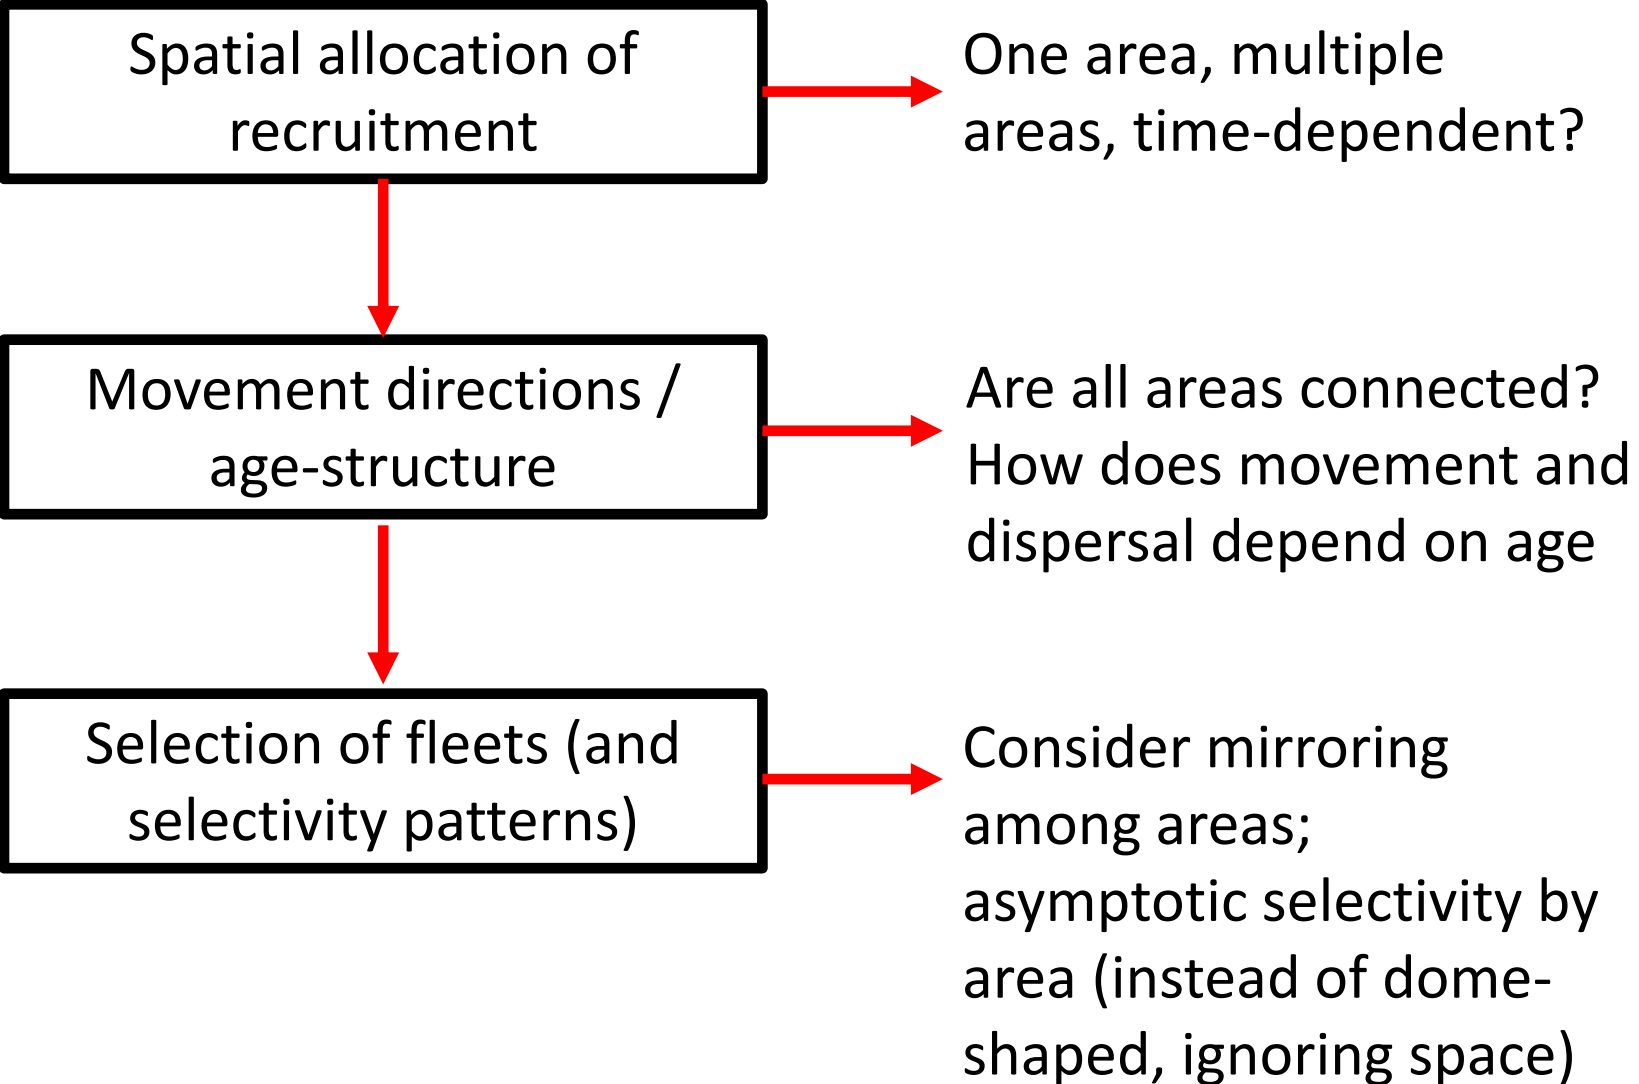 Spatial allocation of
recruitment
One area, multiple
areas, time-dependent?
Movement directions /
age-structure
Are all areas connected?
How does movement and
dispersal depend on age
Selection of fleets (and
selectivity patterns)
Consider mirroring
among areas;
asymptotic selectivity by
area (instead of dome-
shaped, ignoring space)